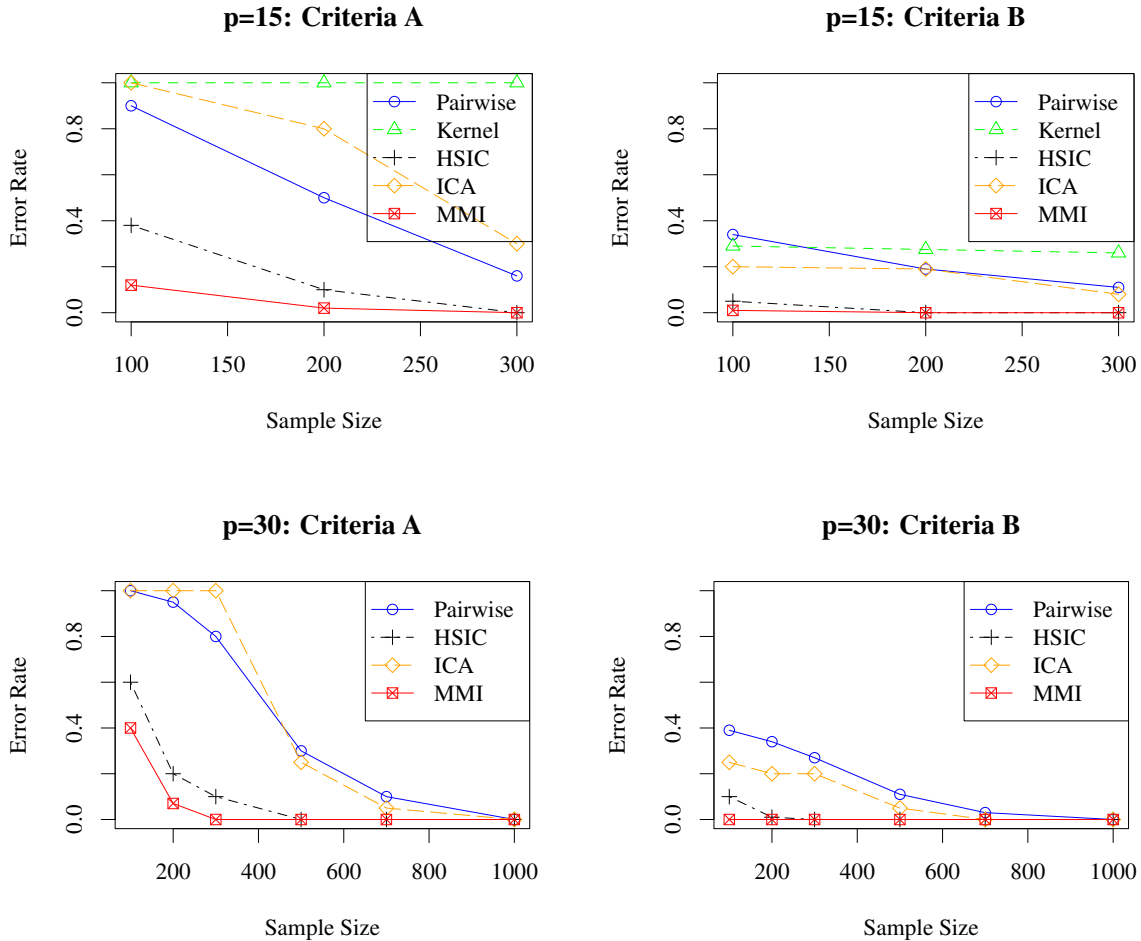 p=15: Criteria A
Error Rate
0.0 0.4 0.8
Pairwise
Kernel
HSIC
ICA
MMI
100 150 200 250 300
Sample Size
p=15: Criteria B
Error Rate
0.0 0.4 0.8
Pairwise
Kernel
HSIC
ICA
MMI
100 150 200 250 300
Sample Size
p=30: Criteria A
Error Rate
0.0 0.4 0.8
Pairwise
HSIC
ICA
MMI
200 400 600 800 1000
Sample Size
p=30: Criteria B
Error Rate
0.0 0.4 0.8
Pairwise
HSIC
ICA
MMI
200 400 600 800 1000
Sample Size